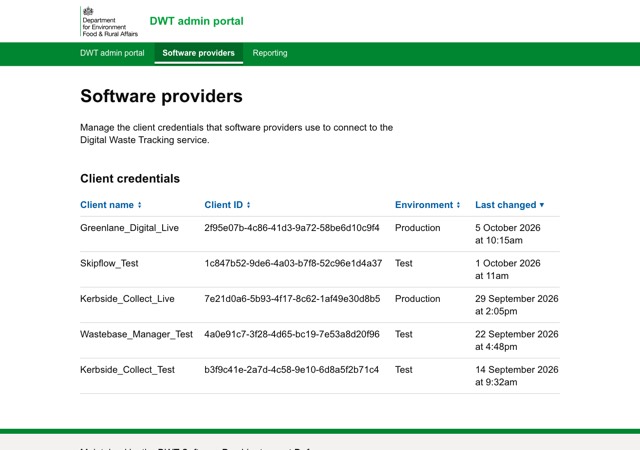 Department
for Environment
Food & Rural Affairs
DWT admin portal
DWT admin portal Software providers Reporting
Software providers
Manage the client credentials that software providers use to connect to the
Digital Waste Tracking service.
Client credentials
Client name Client ID Environment Last changed
Greenlane_Digital_Live 2f95e07b-4c86-41d3-9a72-58be6d10c9f4 Production 5 October 2026
at 10:15am
Skipflow_Test 1c847b52-9de6-4a03-b7f8-52c96e1d4a37 Test 1 October 2026
at 11am
Kerbside_Collect_Live 7e21d0a6-5b93-4f17-8c62-1af49e30d8b5 Production 29 September 2026
at 2:05pm
Wastebase_Manager_Test 4a0e91c7-3f28-4d65-bc19-7e53a8d20f96 Test 22 September 2026
at 4:48pm
Kerbside_Collect_Test b3f9c41e-2a7d-4c58-9e10-6d8a5f2b71c4 Test 14 September 2026
at 9:32am